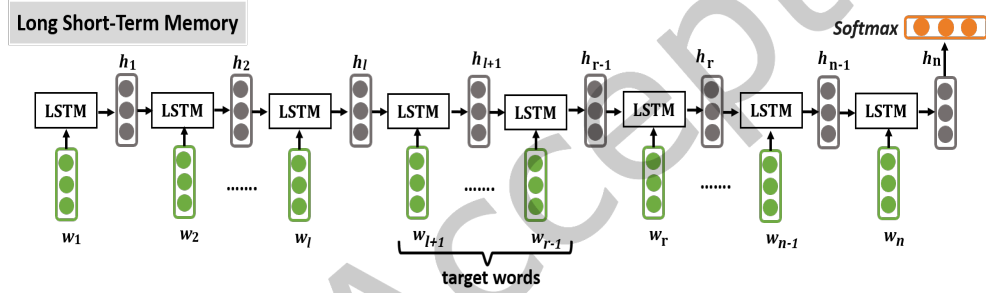 Long Short-Term Memory
Softmax
h1 h2 hl hl+1 hr-1 hr hn-1 hn
LSTM LSTM LSTM LSTM LSTM LSTM LSTM LSTM
....... ....... .......
w1 w2 wl wl+1 wr-1 wr wn-1 wn
target words
Accept